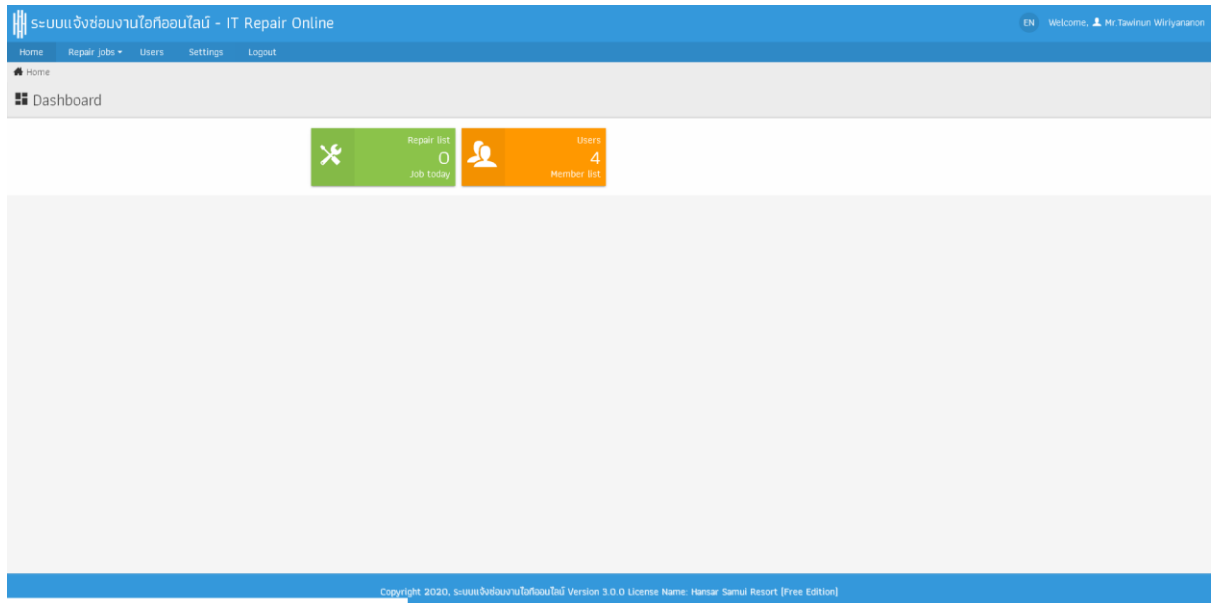 ระบบแจ้งซ่อมงานไอทีออนไลน์ - IT Repair Online
EN Welcome, Mr.Tawinun Wiriyananon
Home Repair jobs Users Settings Logout
Home
Dashboard
Repair list
0
Job today
Users
4
Member list
Copyright 2020, ระบบแจ้งซ่อมงานไอทีออนไลน์ Version 3.0.0 License Name: Hansar Samui Resort [Free Edition]